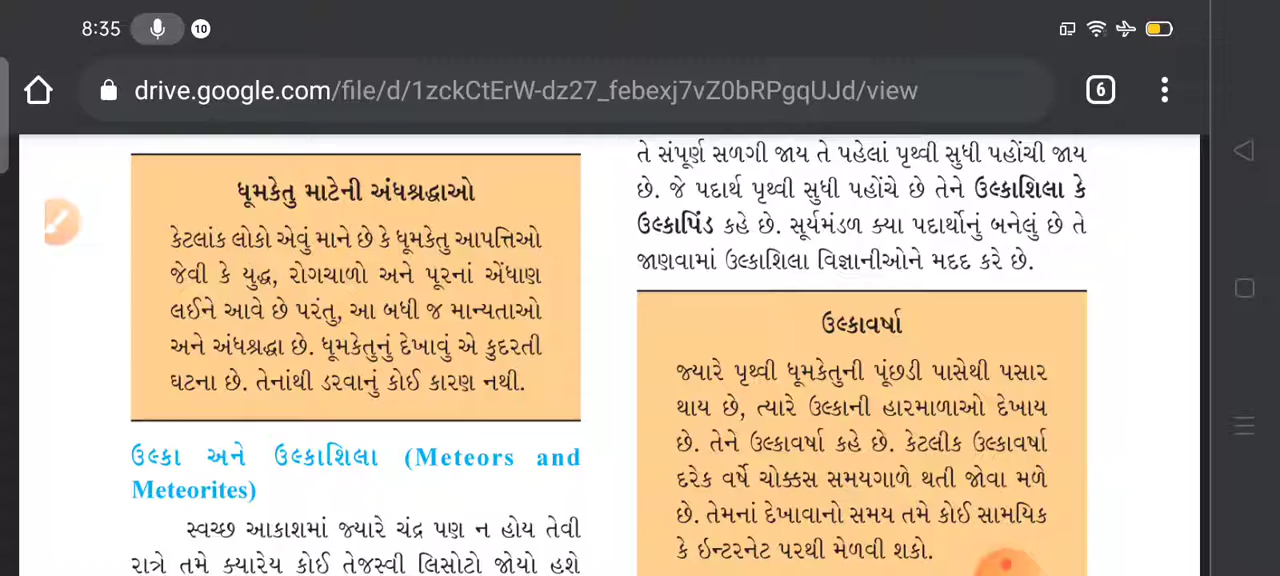 8:35
10
drive.google.com/file/d/1zckCtErW-dz27_febexj7vZ0bRPgqUJd/view
6
ધૂમકેતુ માટેની અંધશ્રદ્ધાઓ
કેટલાંક લોકો એવું માને છે કે ધૂમકેતુ આપત્તિઓ
જેવી કે યુદ્ધ, રોગચાળો અને પૂરનાં એંધાણ
લઈને આવે છે પરંતુ, આ બધી જ માન્યતાઓ
અને અંધશ્રદ્ધા છે. ધૂમકેતુનું દેખાવું એ કુદરતી
ઘટના છે. તેનાંથી ડરવાનું કોઈ કારણ નથી.
ઉલ્કા અને ઉલ્કાશિલા (Meteors and
Meteorites)
સ્વચ્છ આકાશમાં જ્યારે ચંદ્ર પણ ન હોય તેવી
રાત્રે તમે ક્યારેય કોઈ તેજસ્વી લિસોટો જોયો હશે
તે સંપૂર્ણ સળગી જાય તે પહેલાં પૃથ્વી સુધી પહોંચી જાય
છે. જે પદાર્થ પૃથ્વી સુધી પહોંચે છે તેને ઉલ્કાશિલા કે
ઉલ્કાપિંડ કહે છે. સૂર્યમંડળ ક્યા પદાર્થોનું બનેલું છે તે
જાણવામાં ઉલ્કાશિલા વિજ્ઞાનીઓને મદદ કરે છે.
ઉલ્કાવર્ષા
જ્યારે પૃથ્વી ધૂમકેતુની પૂંછડી પાસેથી પસાર
થાય છે, ત્યારે ઉલ્કાની હારમાળાઓ દેખાય
છે. તેને ઉલ્કાવર્ષા કહે છે. કેટલીક ઉલ્કાવર્ષા
દરેક વર્ષે ચોક્કસ સમયગાળે થતી જોવા મળે
છે. તેમનાં દેખાવાનો સમય તમે કોઈ સામયિક
કે ઇન્ટરનેટ પરથી મેળવી શકો.